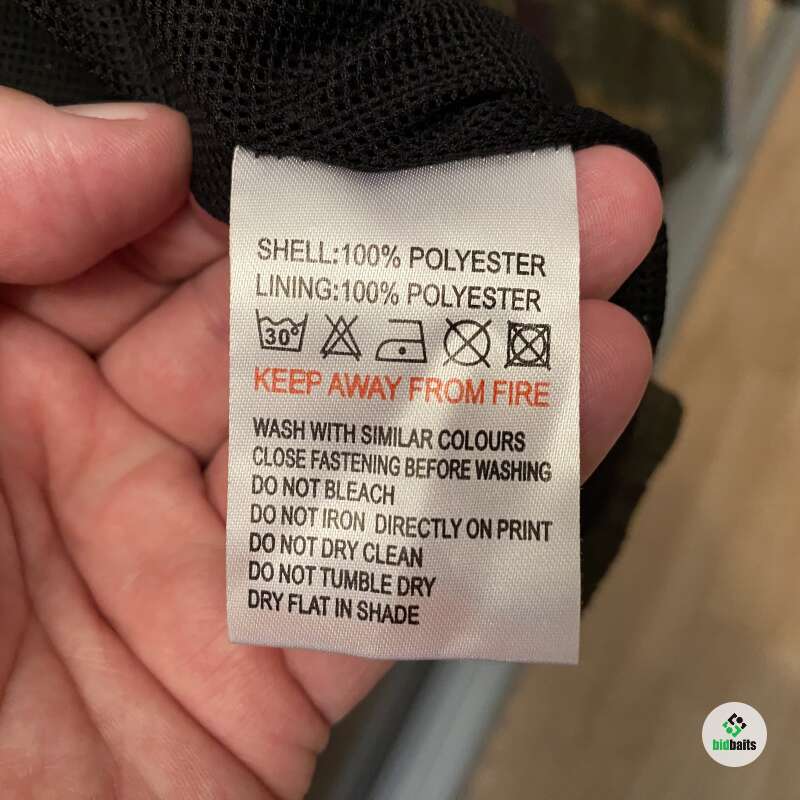 SHELL:100% POLYESTER
LINING:100% POLYESTER
30°
KEEP AWAY FROM FIRE
WASH WITH SIMILAR COLOURS
CLOSE FASTENING BEFORE WASHING
DO NOT BLEACH
DO NOT IRON DIRECTLY ON PRINT
DO NOT DRY CLEAN
DO NOT TUMBLE DRY
DRY FLAT IN SHADE
bidbaits